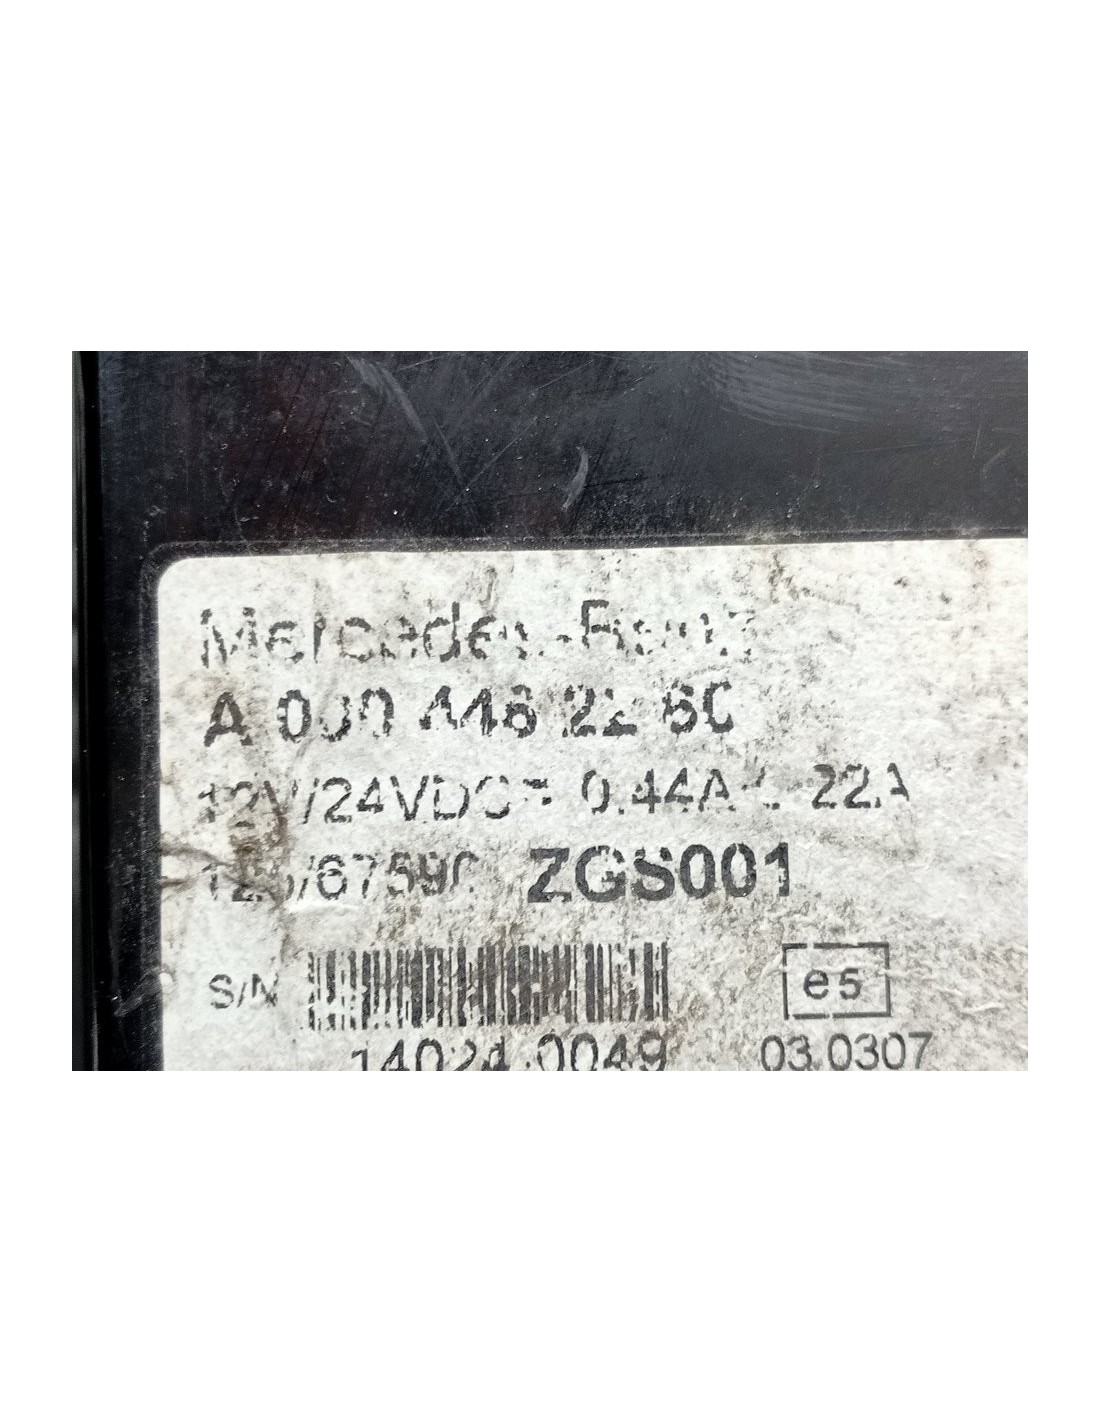 Mercedes-Benz
A 000 446 22 60
12V/24VDC= 0.44A 22A
ZGS001
S/N
e5
14024.0049
03.0307